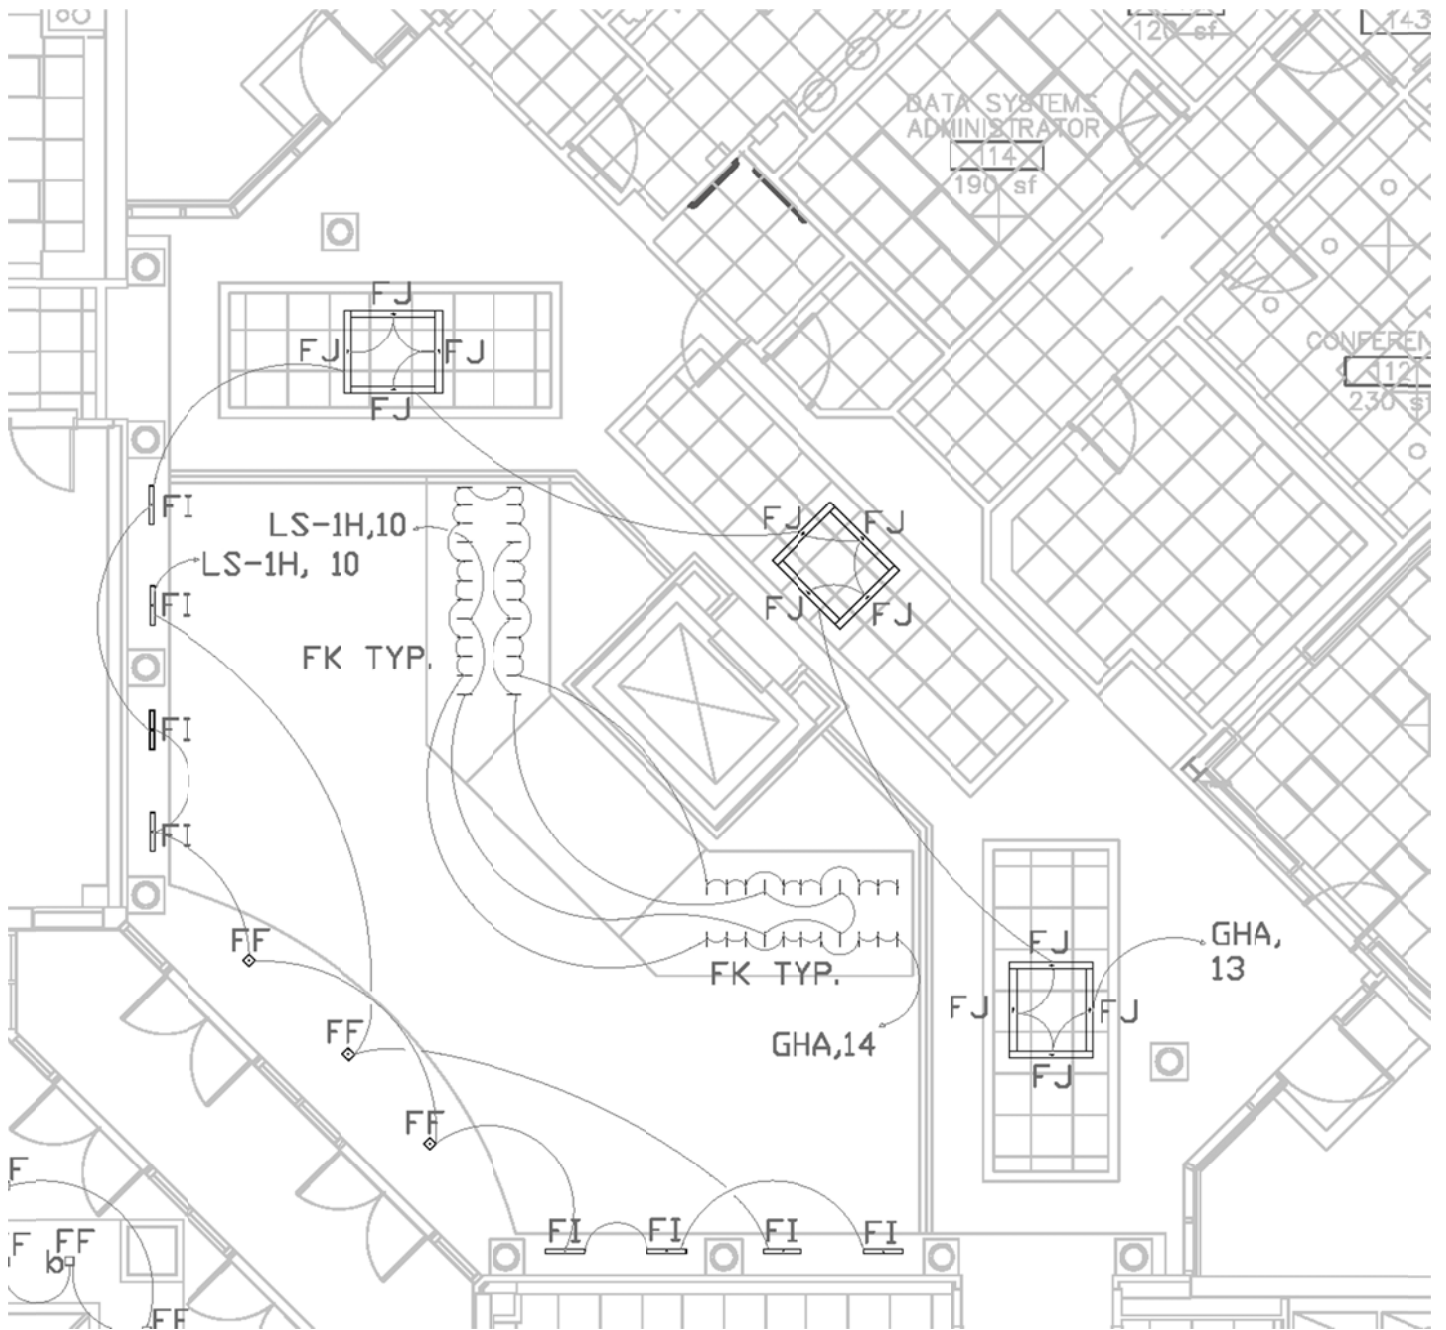 143
120 sf
DATA SYSTEMS
ADMINISTRATOR
114
190 sf
FJ
FJ
FJ
FJ
CONFEREN
112
230 sf
FI
LS-1H,10
LS-1H, 10
FJ
FJ
FI
FJ
FJ
FK TYP.
FI
FI
FF
FJ
GHA,
13
FK TYP.
FJ
FJ
FF
GHA,14
FJ
FF
F
FI
FI
FI
FI
F
FF
b
FF